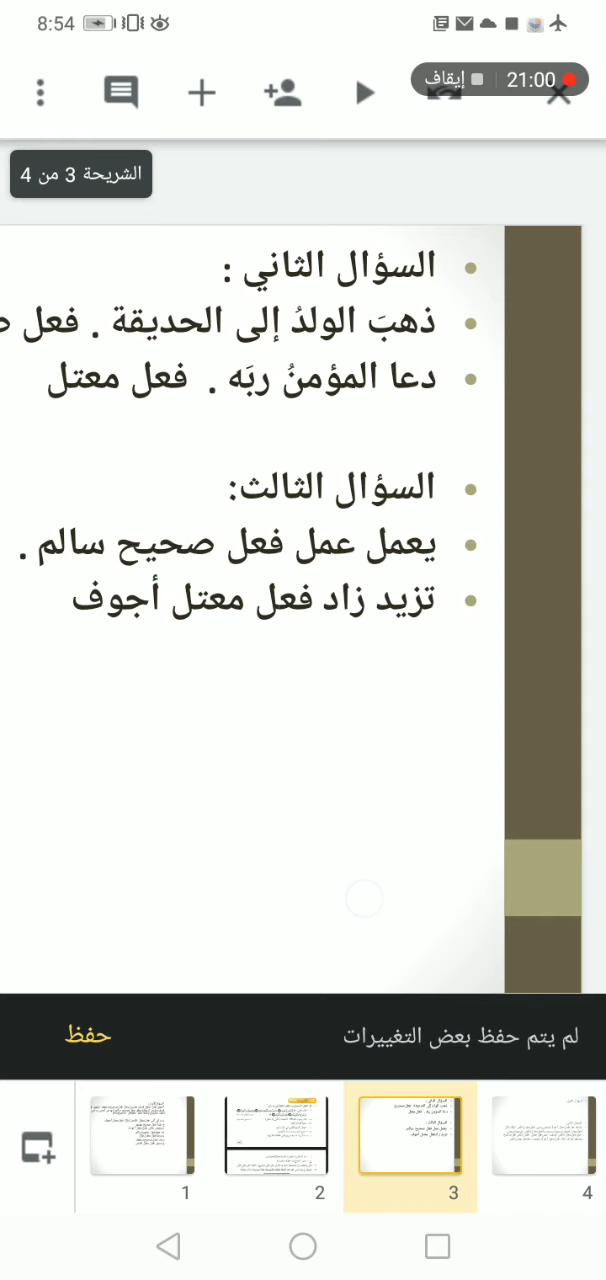 8:54
إيقاف 21:00
الشريحة 3 من 4
السؤال الثاني :
ذهبَ الولدُ إلى الحديقة . فعل
دعا المؤمنُ ربَه . فعل معتل
السؤال الثالث:
يعمل عمل فعل صحيح سالم .
تزيد زاد فعل معتل أجوف
لم يتم حفظ بعض التغييرات
حفظ
1
2
3
4